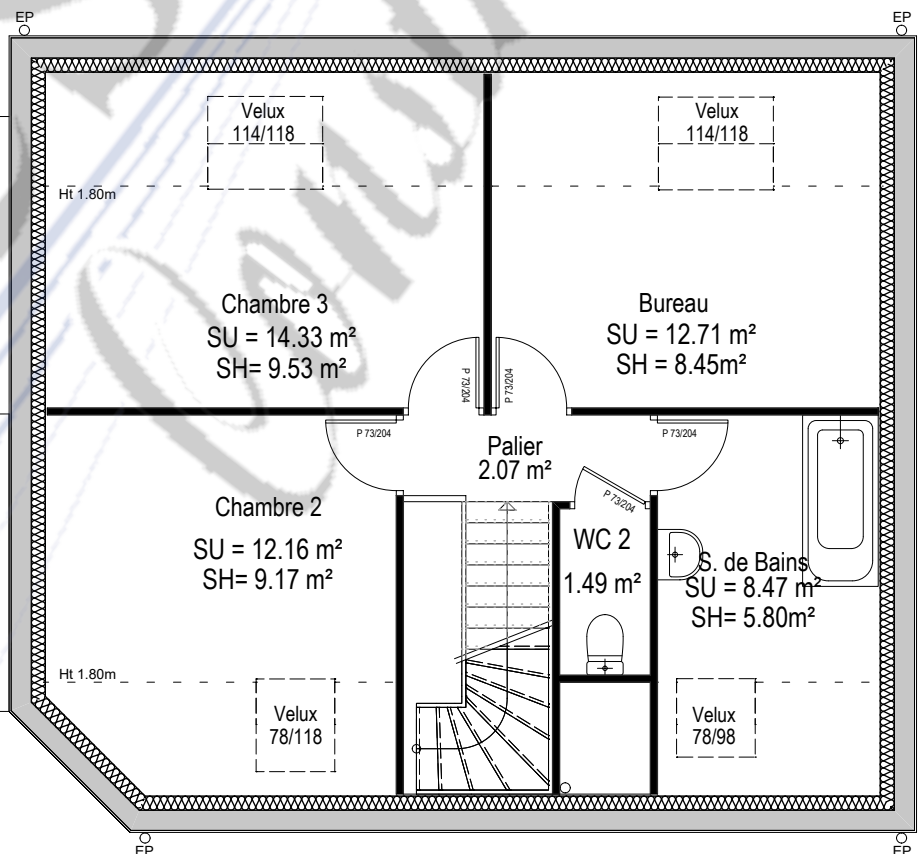 EP
EP
Velux
114/118
Velux
114/118
Ht 1.80m
Chambre 3
SU = 14.33 m²
SH= 9.53 m²
Bureau
SU = 12.71 m²
SH = 8.45m²
P 73/204
P 73/204
P 73/204
P 73/204
Palier
2.07 m²
P 73/204
Chambre 2
SU = 12.16 m²
SH= 9.17 m²
WC 2
1.49 m²
S. de Bains
SU = 8.47 m²
SH= 5.80m²
Ht 1.80m
Velux
78/118
Velux
78/98
EP
EP